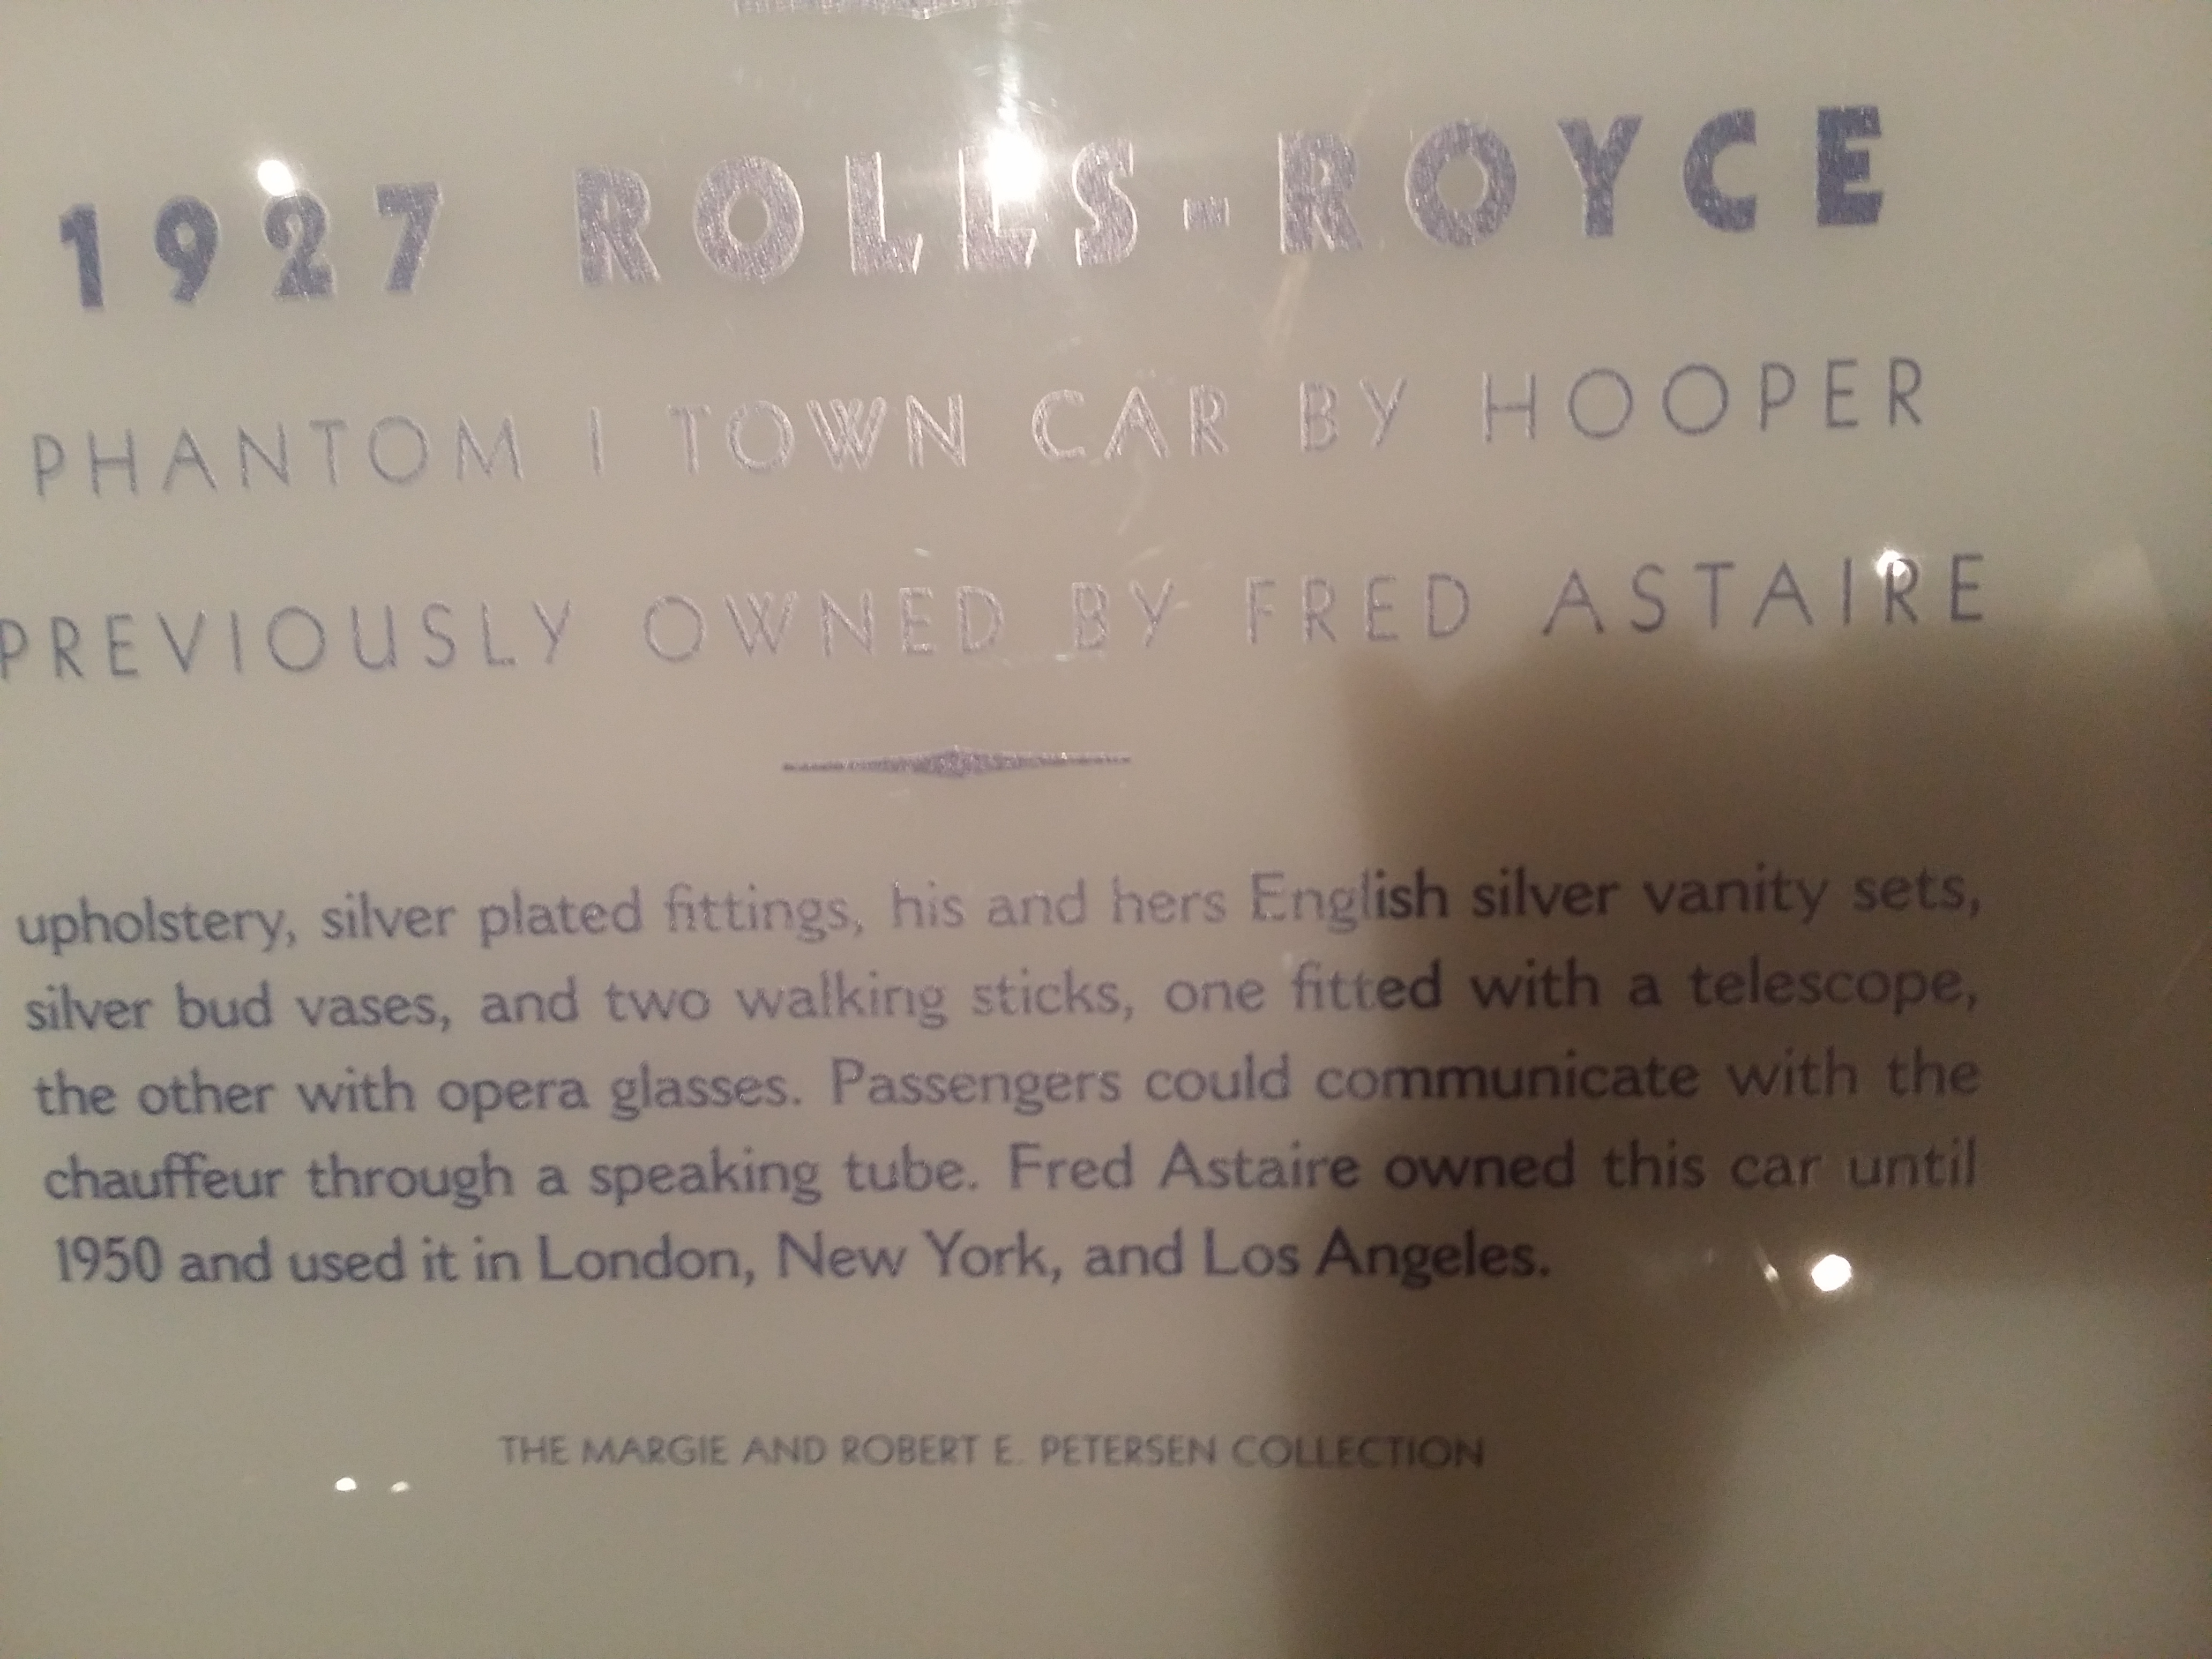 1927 ROLLS-ROYCE
PHANTOM I TOWN CAR BY HOOPER
PREVIOUSLY OWNED BY FRED ASTAIRE
upholstery, silver plated fittings, his and hers English silver vanity sets,
silver bud vases, and two walking sticks, one fitted with a telescope,
the other with opera glasses. Passengers could communicate with the
chauffeur through a speaking tube. Fred Astaire owned this car until
1950 and used it in London, New York, and Los Angeles.
THE MARGIE AND ROBERT E. PETERSEN COLLECTION